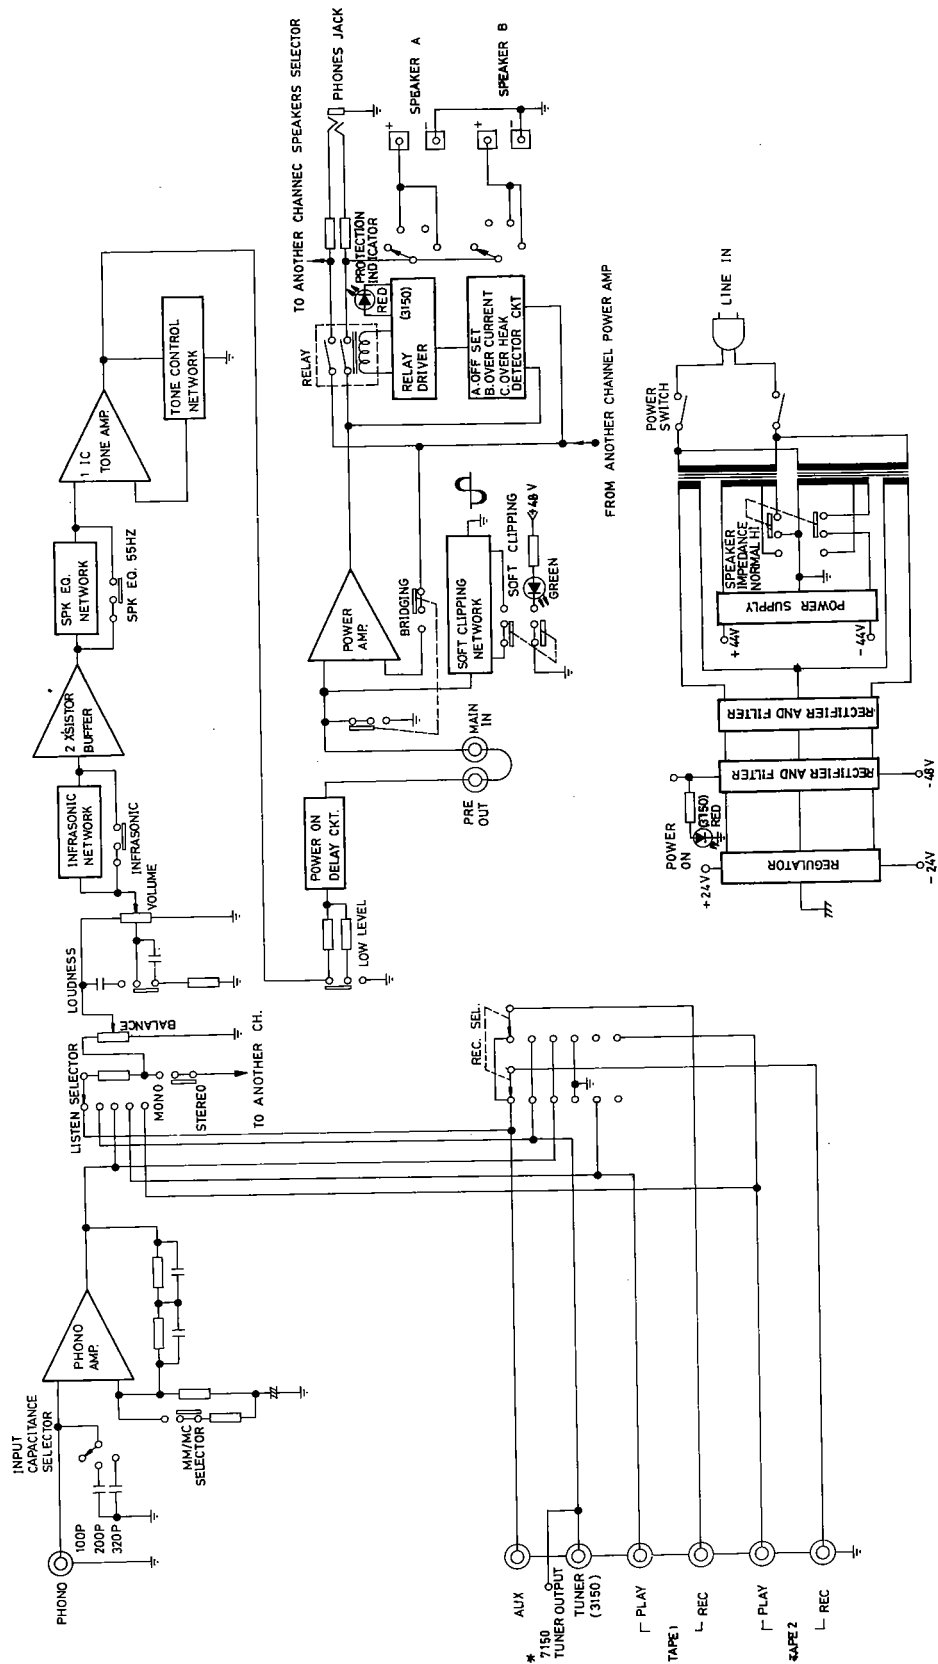 PHONO
100P
200P
320P
INPUT
CAPACITANCE
SELECTOR
PHONO
AMP.
MM/MC
SELECTOR
LISTEN SELECTOR
MONO
STEREO
TO ANOTHER CH.
BALANCE
LOUDNESS
VOLUME
INFRASONIC
NETWORK
INFRASONIC
2 X'SISTOR
BUFFER
SPK EQ.
NETWORK
SPK EQ. 55HZ
1 IC
TONE AMP.
TONE CONTROL
NETWORK
LOW LEVEL
POWER ON
DELAY CKT.
PRE
OUT
MAIN
IN
POWER
AMP.
BRIDGING
SOFT CLIPPING
NETWORK
SOFT CLIPPING
+48 V
GREEN
RELAY
RELAY
DRIVER
(3150)
RED
PROTECTION
INDICATOR
A.OFF SET
B.OVER CURRENT
C.OVER HEAK
DETECTOR CKT
FROM ANOTHER CHANNEL POWER AMP
TO ANOTHER CHANNEC SPEAKERS SELECTOR
PHONES JACK
SPEAKER A
+
-
SPEAKER B
+
-
AUX
*
7150
TUNER OUTPUT
TUNER
(3150)
PLAY
TAPE 1
REC
PLAY
TAPE 2
REC
REC. SEL.
POWER
ON
(3150)
RED
+24V
-24V
REGULATOR
RECTIFIER AND FILTER
-48V
RECTIFIER AND FILTER
+44V
-44V
POWER SUPPLY
SPEAKER
IMPEDANCE
NORMAL HI
POWER
SWITCH
LINE IN